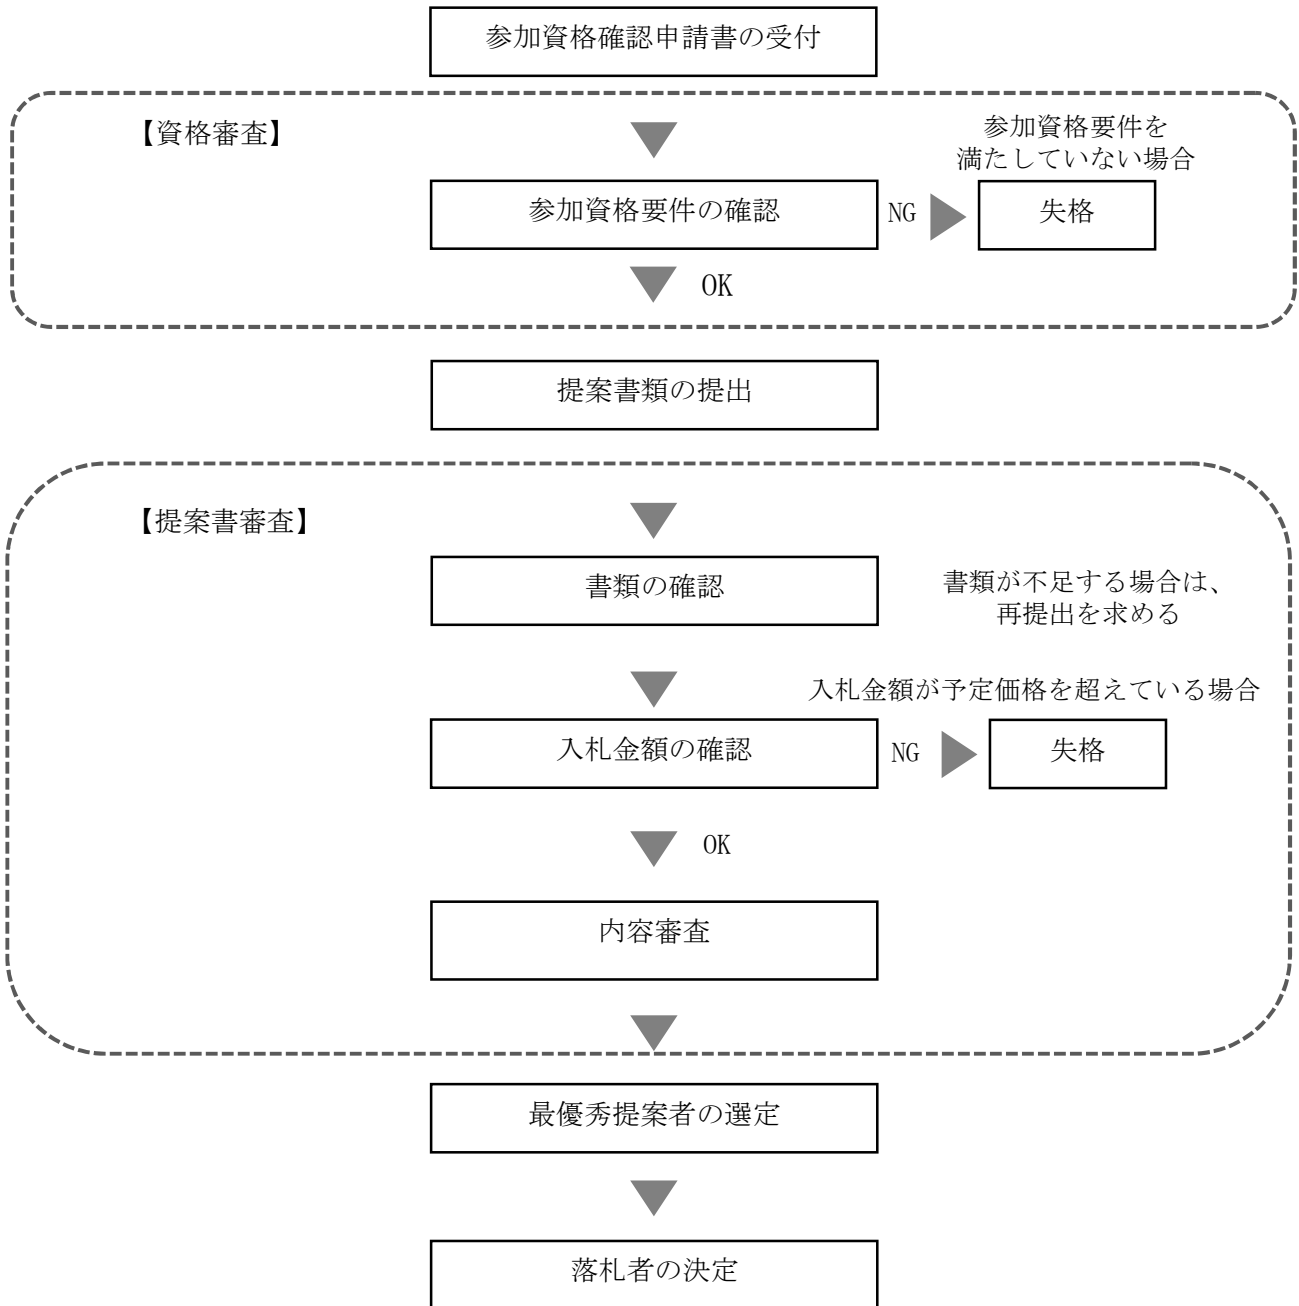 参加資格確認申請書の受付
【資格審査】
参加資格要件を
満たしていない場合
参加資格要件の確認
NG
失格
OK
提案書類の提出
【提案書審査】
書類の確認
書類が不足する場合は、
再提出を求める
入札金額が予定価格を超えている場合
入札金額の確認
NG
失格
OK
内容審査
最優秀提案者の選定
落札者の決定